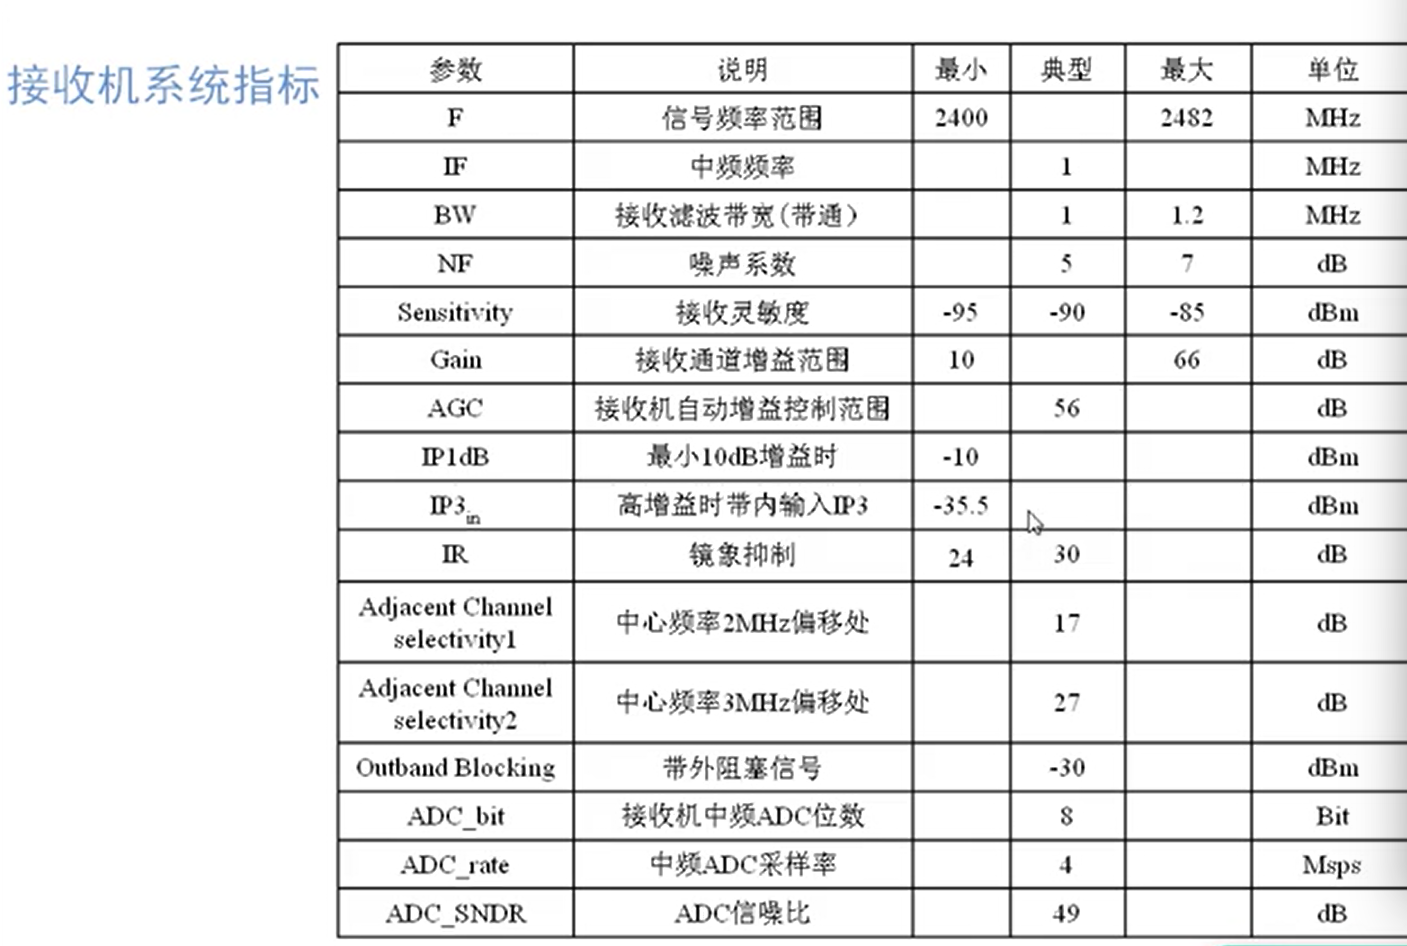 接收机系统指标
参数 说明 最小 典型 最大 单位
F 信号频率范围 2400 2482 MHz
IF 中频频率 1 MHz
BW 接收滤波带宽(带通) 1 1.2 MHz
NF 噪声系数 5 7 dB
Sensitivity 接收灵敏度 -95 -90 -85 dBm
Gain 接收通道增益范围 10 66 dB
AGC 接收机自动增益控制范围 56 dB
IP1dB 最小10dB增益时 -10 dBm
IP3in 高增益时带内输入IP3 -35.5 dBm
IR 镜象抑制 24 30 dB
Adjacent Channel
selectivity1 中心频率2MHz偏移处 17 dB
Adjacent Channel
selectivity2 中心频率3MHz偏移处 27 dB
Outband Blocking 带外阻塞信号 -30 dBm
ADC_bit 接收机中频ADC位数 8 Bit
ADC_rate 中频ADC采样率 4 Msps
ADC_SNDR ADC信噪比 49 dB